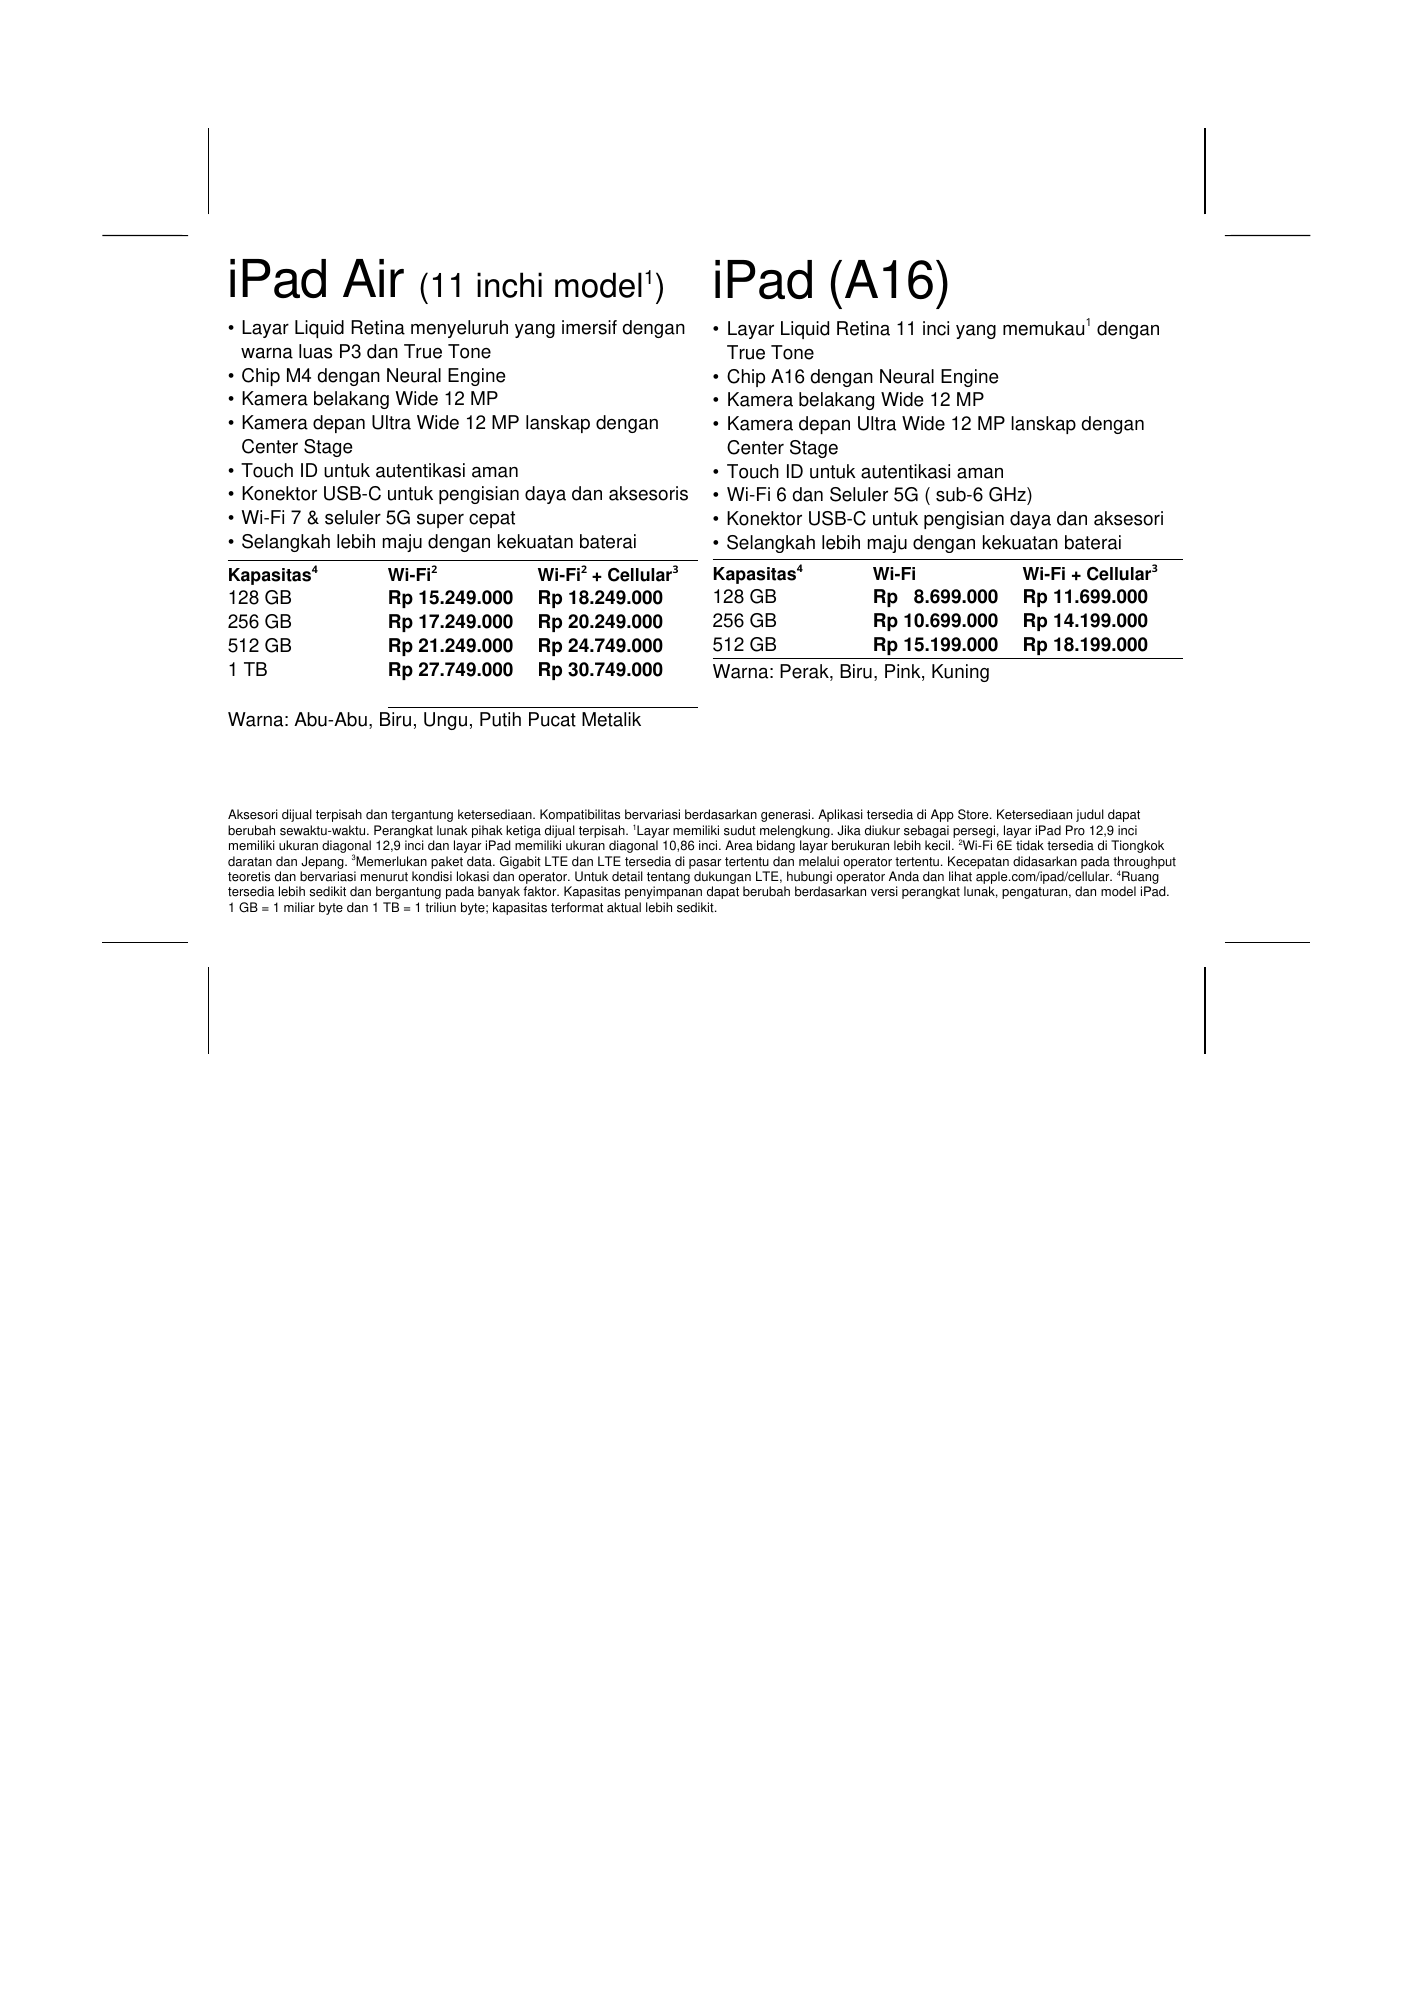 iPad Air (11 inchi model¹)
• Layar Liquid Retina menyeluruh yang imersif dengan
warna luas P3 dan True Tone
• Chip M4 dengan Neural Engine
• Kamera belakang Wide 12 MP
• Kamera depan Ultra Wide 12 MP lanskap dengan
Center Stage
• Touch ID untuk autentikasi aman
• Konektor USB-C untuk pengisian daya dan aksesoris
• Wi-Fi 7 & seluler 5G super cepat
• Selangkah lebih maju dengan kekuatan baterai
Kapasitas⁴ Wi-Fi² Wi-Fi² + Cellular³
128 GB Rp 15.249.000 Rp 18.249.000
256 GB Rp 17.249.000 Rp 20.249.000
512 GB Rp 21.249.000 Rp 24.749.000
1 TB Rp 27.749.000 Rp 30.749.000
Warna: Abu-Abu, Biru, Ungu, Putih Pucat Metalik
iPad (A16)
• Layar Liquid Retina 11 inci yang memukau¹ dengan
True Tone
• Chip A16 dengan Neural Engine
• Kamera belakang Wide 12 MP
• Kamera depan Ultra Wide 12 MP lanskap dengan
Center Stage
• Touch ID untuk autentikasi aman
• Wi-Fi 6 dan Seluler 5G ( sub-6 GHz)
• Konektor USB-C untuk pengisian daya dan aksesori
• Selangkah lebih maju dengan kekuatan baterai
Kapasitas⁴ Wi-Fi Wi-Fi + Cellular³
128 GB Rp 8.699.000 Rp 11.699.000
256 GB Rp 10.699.000 Rp 14.199.000
512 GB Rp 15.199.000 Rp 18.199.000
Warna: Perak, Biru, Pink, Kuning
Aksesori dijual terpisah dan tergantung ketersediaan. Kompatibilitas bervariasi berdasarkan generasi. Aplikasi tersedia di App Store. Ketersediaan judul dapat
berubah sewaktu-waktu. Perangkat lunak pihak ketiga dijual terpisah. ¹Layar memiliki sudut melengkung. Jika diukur sebagai persegi, layar iPad Pro 12,9 inci
memiliki ukuran diagonal 12,9 inci dan layar iPad memiliki ukuran diagonal 10,86 inci. Area bidang layar berukuran lebih kecil. ²Wi-Fi 6E tidak tersedia di Tiongkok
daratan dan Jepang. ³Memerlukan paket data. Gigabit LTE dan LTE tersedia di pasar tertentu dan melalui operator tertentu. Kecepatan didasarkan pada throughput
teoretis dan bervariasi menurut kondisi lokasi dan operator. Untuk detail tentang dukungan LTE, hubungi operator Anda dan lihat apple.com/ipad/cellular. ⁴Ruang
tersedia lebih sedikit dan bergantung pada banyak faktor. Kapasitas penyimpanan dapat berubah berdasarkan versi perangkat lunak, pengaturan, dan model iPad.
1 GB = 1 miliar byte dan 1 TB = 1 triliun byte; kapasitas terformat aktual lebih sedikit.